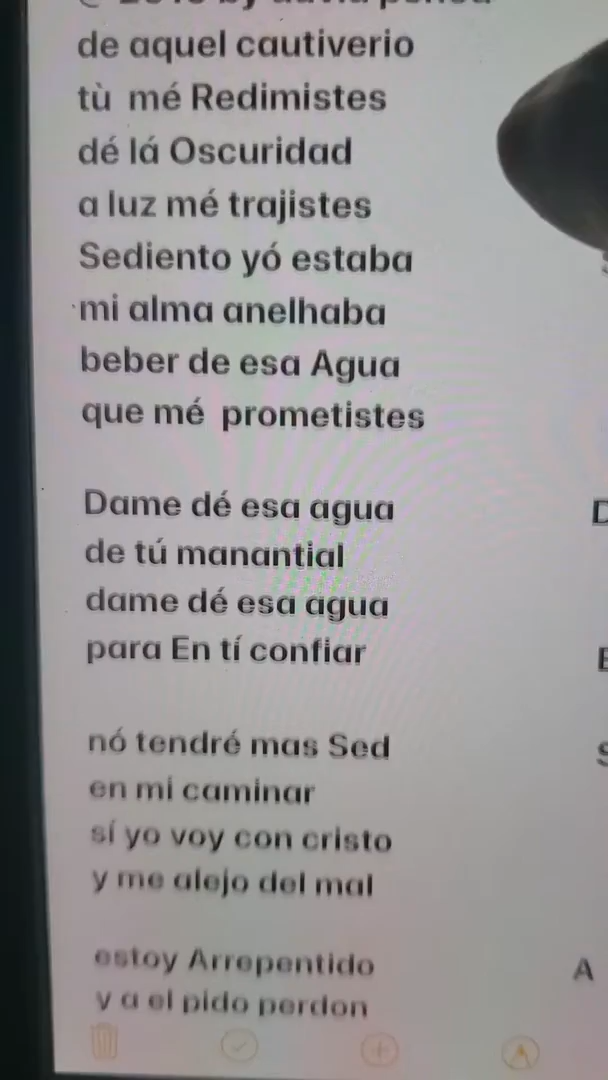 de aquel cautiverio
tù mé Redimistes
dé lá Oscuridad
a luz mé trajistes
Sediento yó estaba
mi alma anelhaba
beber de esa Agua
que mé prometistes
Dame dé esa agua
de tú manantial
dame dé esa agua
para En tí confiar
nó tendré mas Sed
en mi caminar
sí yo voy con cristo
y me alejo del mal
estoy Arrepentido
y a el pido perdon